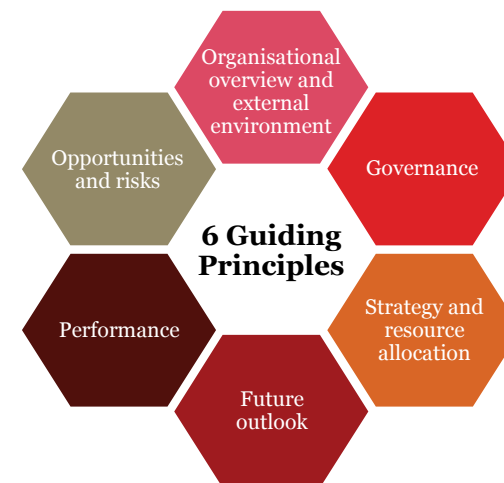 Organisational
overview and
external
environment
Governance
Strategy and
resource
allocation
Future
outlook
Performance
Opportunities
and risks
6 Guiding
Principles